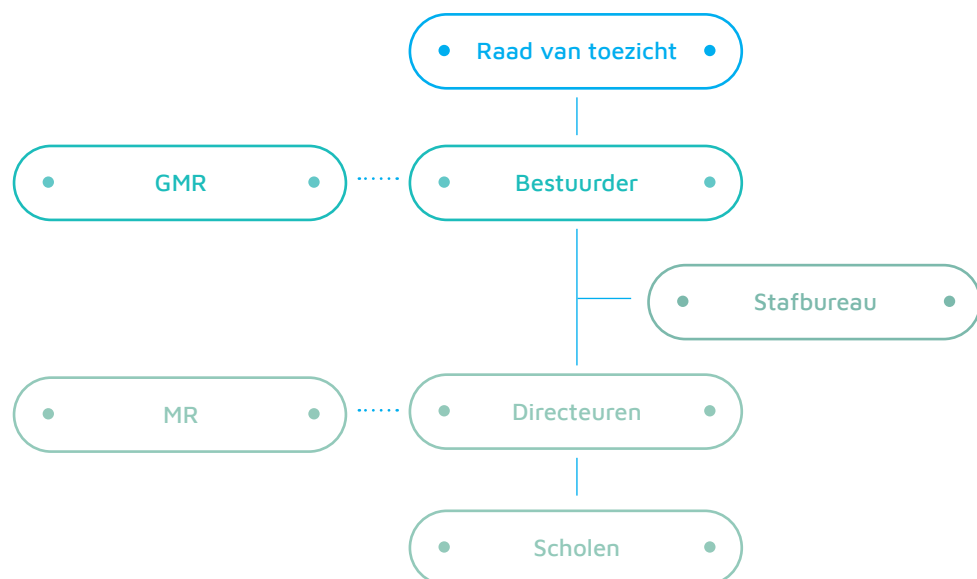 Raad van toezicht
GMR
Bestuurder
Stafbureau
MR
Directeuren
Scholen